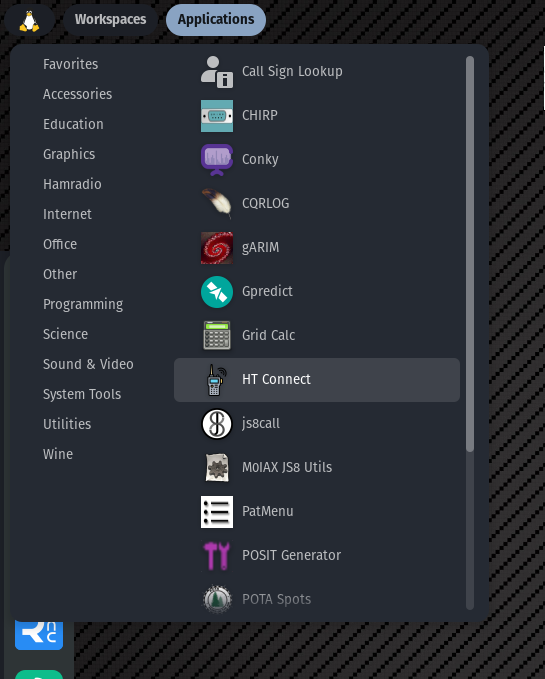 Workspaces Applications
Favorites
Accessories
Education
Graphics
Hamradio
Internet
Office
Other
Programming
Science
Sound & Video
System Tools
Utilities
Wine
Call Sign Lookup
CHIRP
Conky
CQRLOG
gARIM
Gpredict
Grid Calc
HT Connect
js8call
M0IAX JS8 Utils
PatMenu
POSIT Generator
POTA Spots